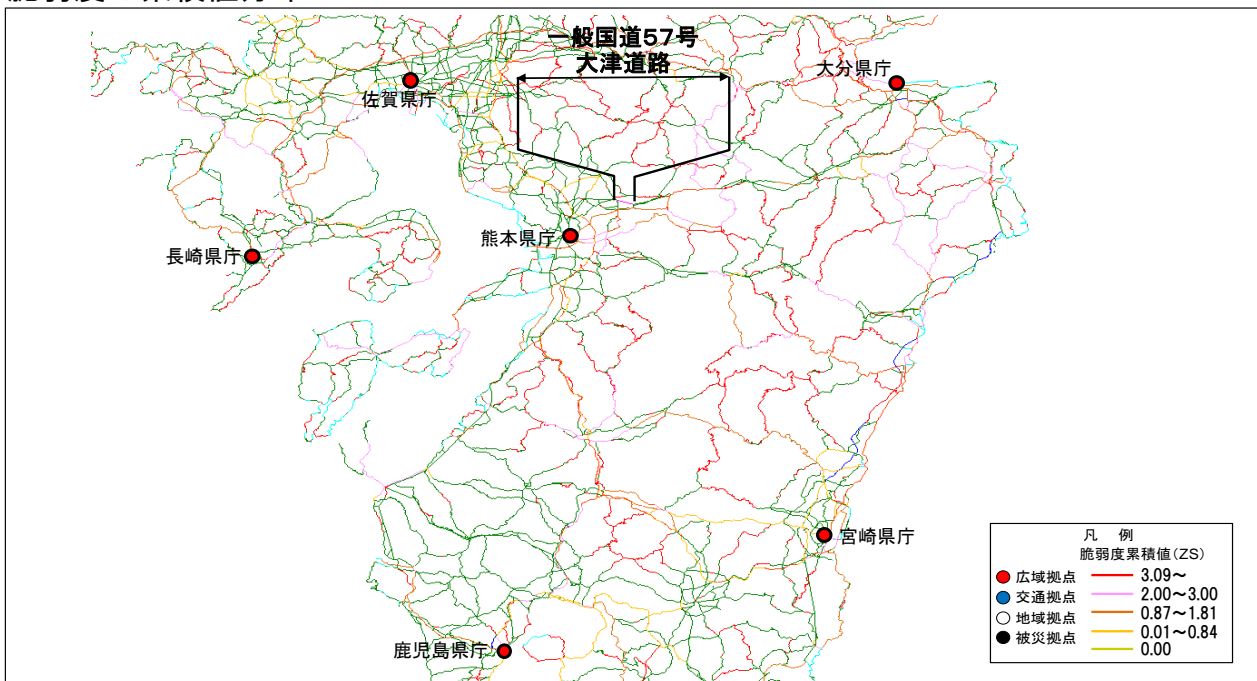 一般国道57号
大津道路
佐賀県庁
大分県庁
長崎県庁
熊本県庁
宮崎県庁
鹿児島県庁
凡 例
脆弱度累積値(ZS)
広域拠点 3.09~
交通拠点 2.00~3.00
地域拠点 0.87~1.81
被災拠点 0.01~0.84
0.00